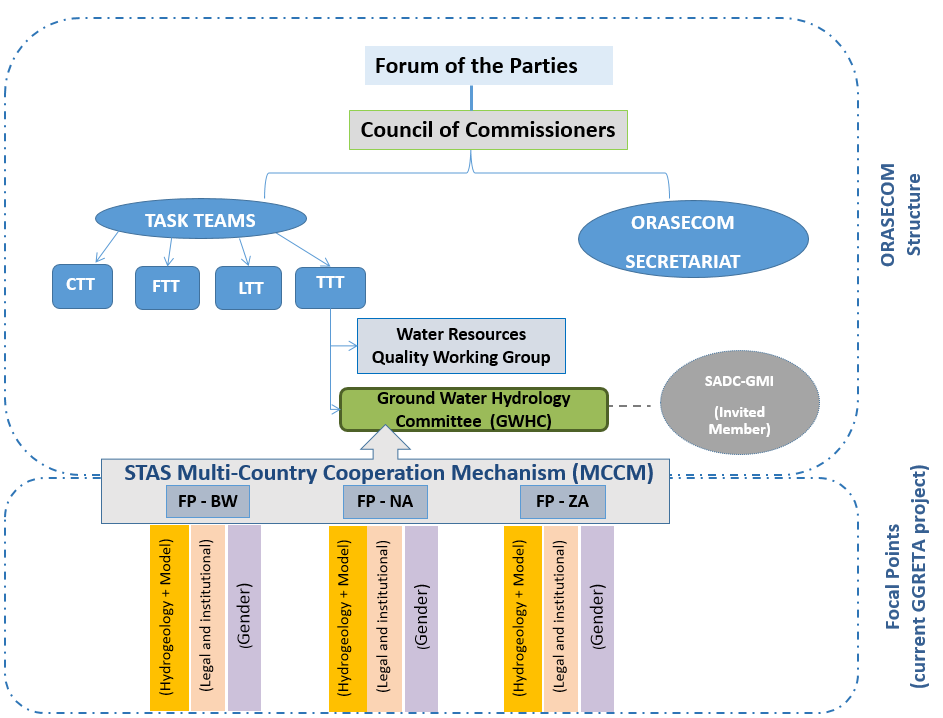 Forum of the Parties
Council of Commissioners
TASK TEAMS
ORASECOM
SECRETARIAT
CTT
FTT
LTT
TTT
Water Resources
Quality Working Group
Ground Water Hydrology
Committee (GWHC)
SADC-GMI
(Invited
Member)
ORASECOM
Structure
STAS Multi-Country Cooperation Mechanism (MCCM)
FP - BW
FP - NA
FP - ZA
(Hydrogeology + Model)
(Legal and institutional)
(Gender)
(Hydrogeology + Model)
(Legal and institutional)
(Gender)
(Hydrogeology + Model)
(Legal and institutional)
(Gender)
Focal Points
(current GGRETA project)